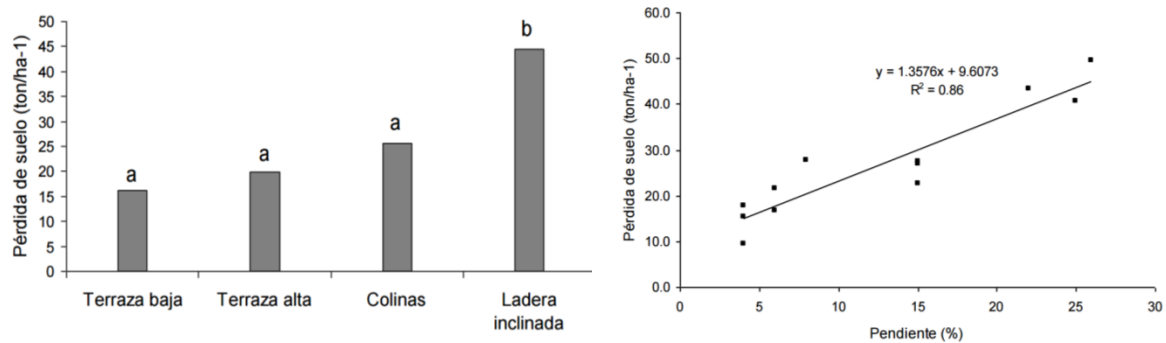 Pérdida de suelo (ton/ha-1)
50
45
40
35
30
25
20
15
10
5
0
a
a
a
b
Terraza baja
Terraza alta
Colinas
Ladera
inclinada
Pérdida de suelo (ton/ha-1)
60.0
50.0
40.0
30.0
20.0
10.0
0.0
y = 1.3576x + 9.6073
R² = 0.86
0 5 10 15 20 25 30
Pendiente (%)